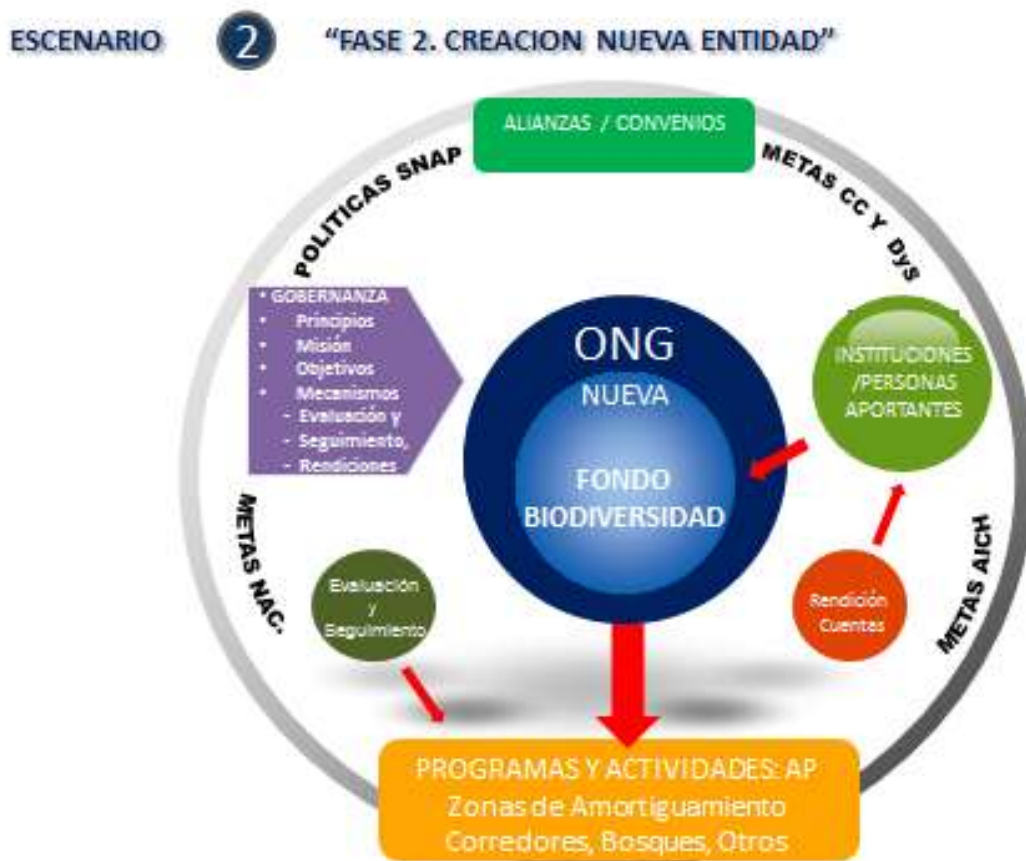 ESCENARIO 2 “FASE 2. CREACION NUEVA ENTIDAD”
ALIANZAS / CONVENIOS
POLITICAS SNAP
METAS CC Y DyS
• GOBERNANZA
• Principios
• Misión
• Objetivos
• Mecanismos
- Evaluación y
- Seguimiento,
- Rendiciones
ONG
NUEVA
FONDO
BIODIVERSIDAD
INSTITUCIONES
/PERSONAS
APORTANTES
METAS NAC.
Evaluación
y
Seguimiento
Rendición
Cuentas
METAS AICH
PROGRAMAS Y ACTIVIDADES: AP
Zonas de Amortiguamiento
Corredores, Bosques, Otros